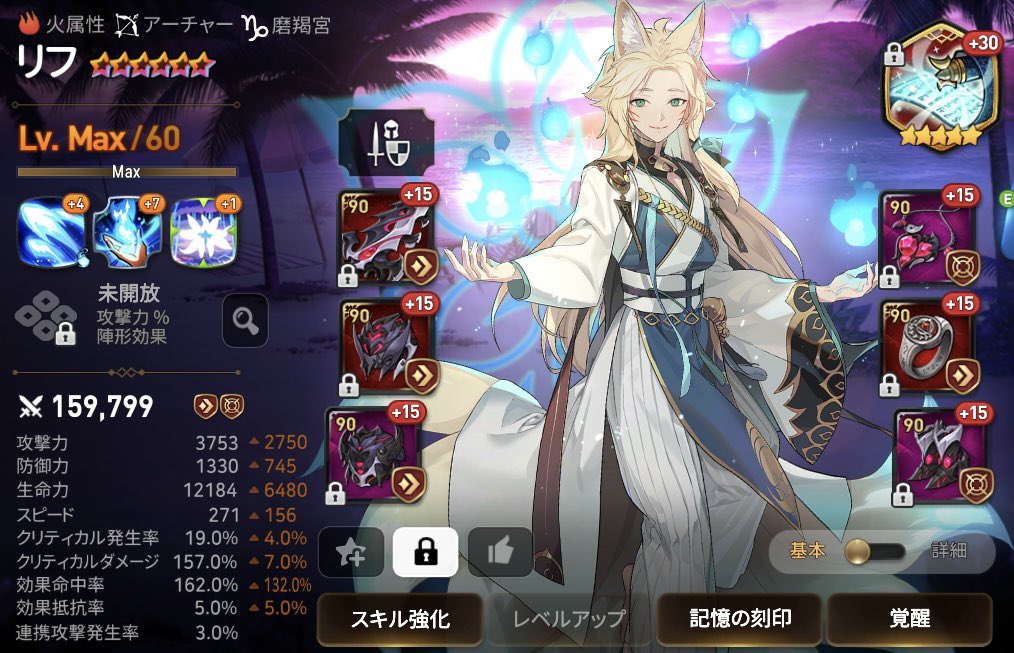 火属性 アーチャー 磨羯宮
リフ
Lv. Max/60
Max
+4 +7 +1
未開放
攻撃力 %
陣形効果
159,799
攻撃力 3753 2750
防御力 1330 745
生命力 12184 6480
スピード 271 156
クリティカル発生率 19.0% 4.0%
クリティカルダメージ 157.0% 7.0%
効果命中率 162.0% 132.0%
効果抵抗率 5.0% 5.0%
連携攻撃発生率 3.0%
90 +15
90 +15
90 +15
+30
90 +15
90 +15
90 +15
E
基本 詳細
スキル強化 レベルアップ 記憶の刻印 覚醒